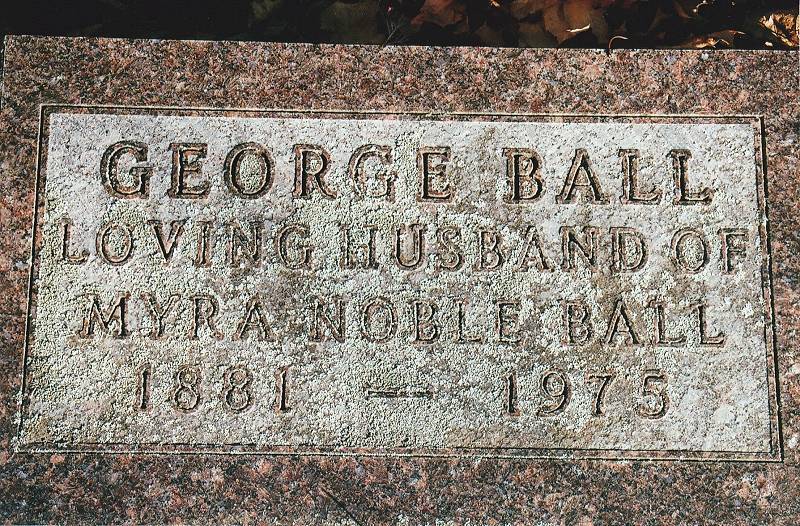 GEORGE BALL
LOVING HUSBAND OF
MYRA NOBLE BALL
1881 — 1975